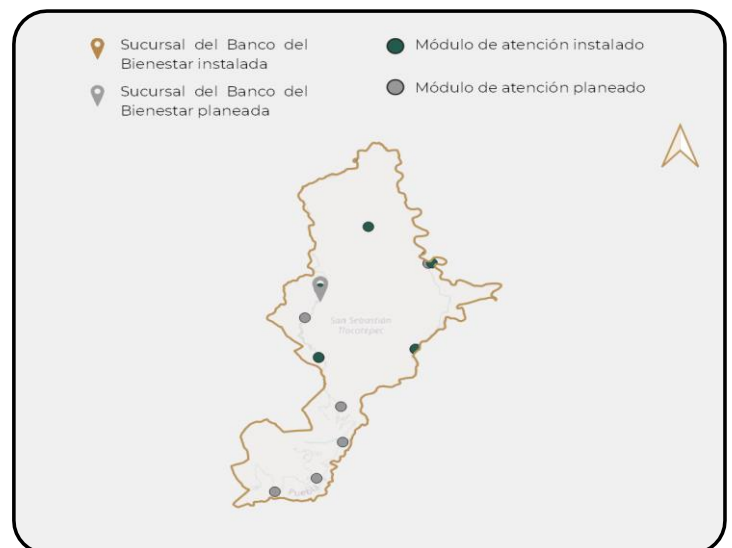 Sucursal del Banco del
Bienestar instalada
Sucursal del Banco del
Bienestar planeada
Módulo de atención instalado
Módulo de atención planeado
San Sebastián
Tlacotepec
Puebla